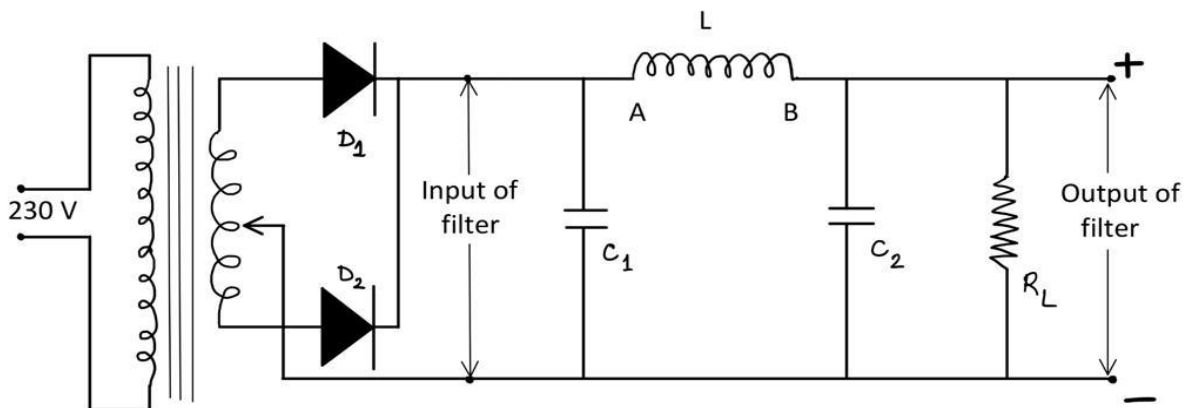 L
+
D1
A
B
230 V
Input of
filter
Output of
filter
C1
C2
D2
RL
−